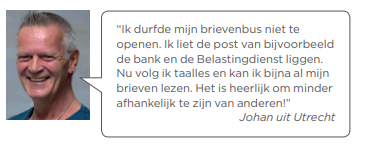 “Ik durfde mijn brievenbus niet te
openen. Ik liet de post van bijvoorbeeld
de bank en de Belastingdienst liggen.
Nu volg ik taalles en kan ik bijna al mijn
brieven lezen. Het is heerlijk om minder
afhankelijk te zijn van anderen!”
Johan uit Utrecht